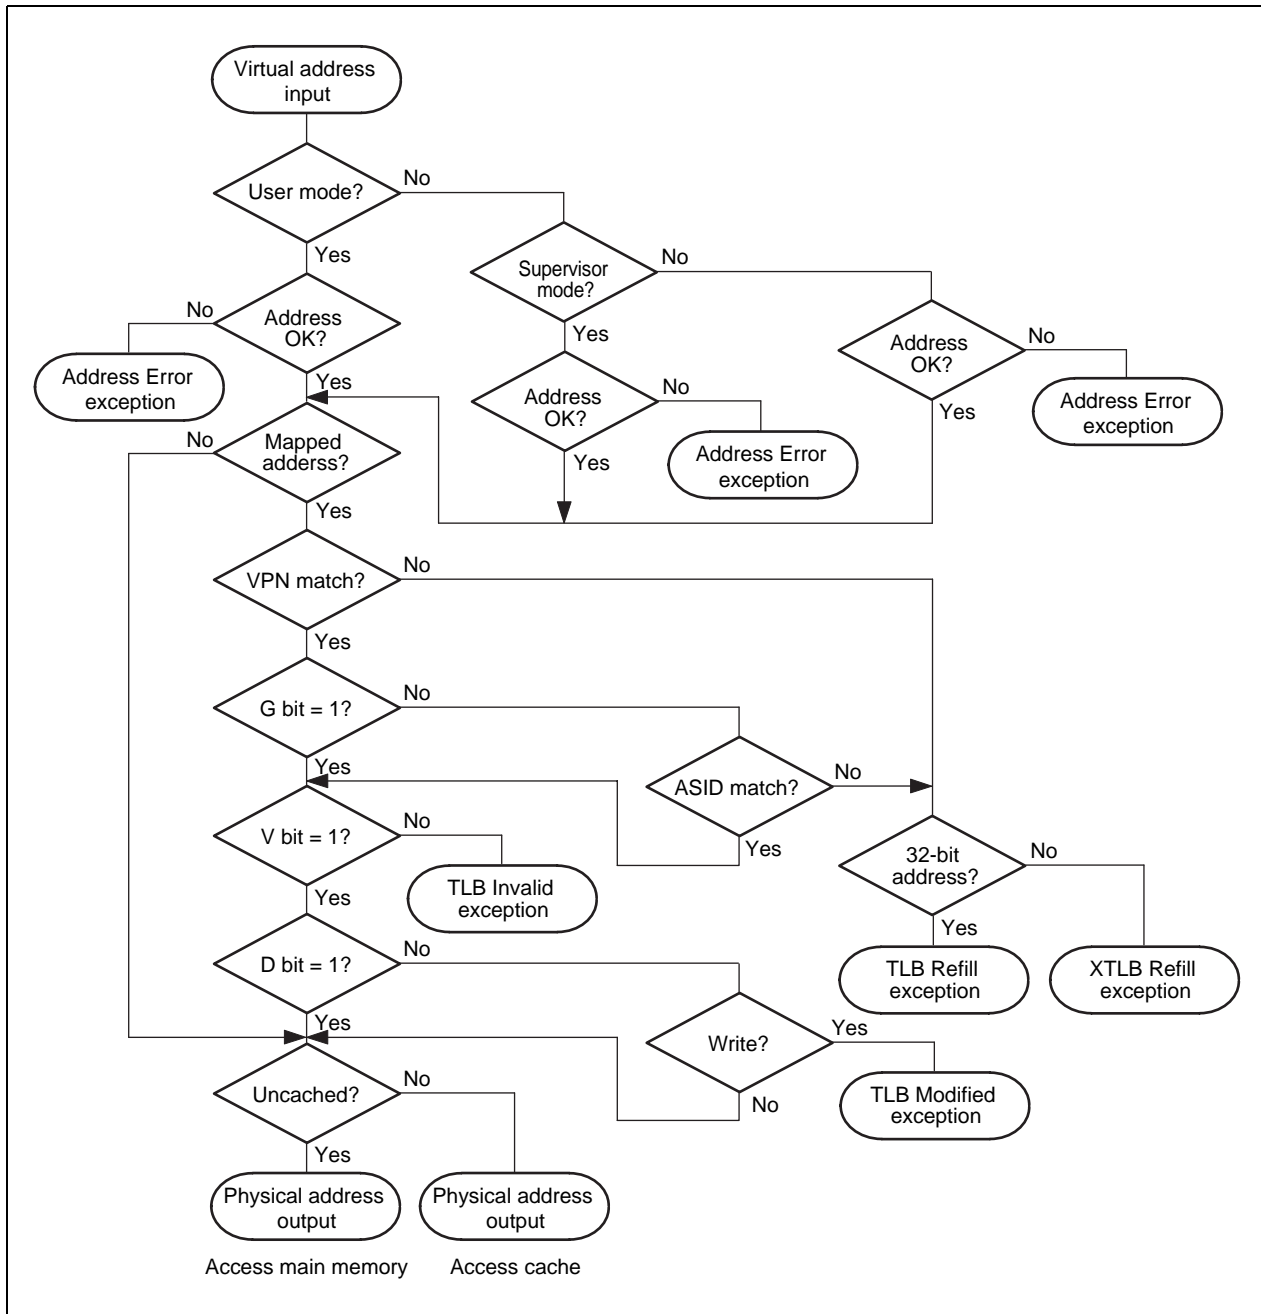 Virtual address
input
User mode?
No
Yes
Supervisor
mode?
No
Yes
No
Address
OK?
Yes
Address Error
exception
Address
OK?
No
Yes
Address Error
exception
Address
OK?
No
Yes
Address Error
exception
No
Mapped
adderss?
Yes
VPN match?
No
Yes
G bit = 1?
No
Yes
ASID match?
No
Yes
V bit = 1?
No
Yes
TLB Invalid
exception
32-bit
address?
No
Yes
TLB Refill
exception
XTLB Refill
exception
D bit = 1?
No
Yes
Write?
Yes
No
TLB Modified
exception
Uncached?
No
Yes
Physical address
output
Physical address
output
Access main memory
Access cache